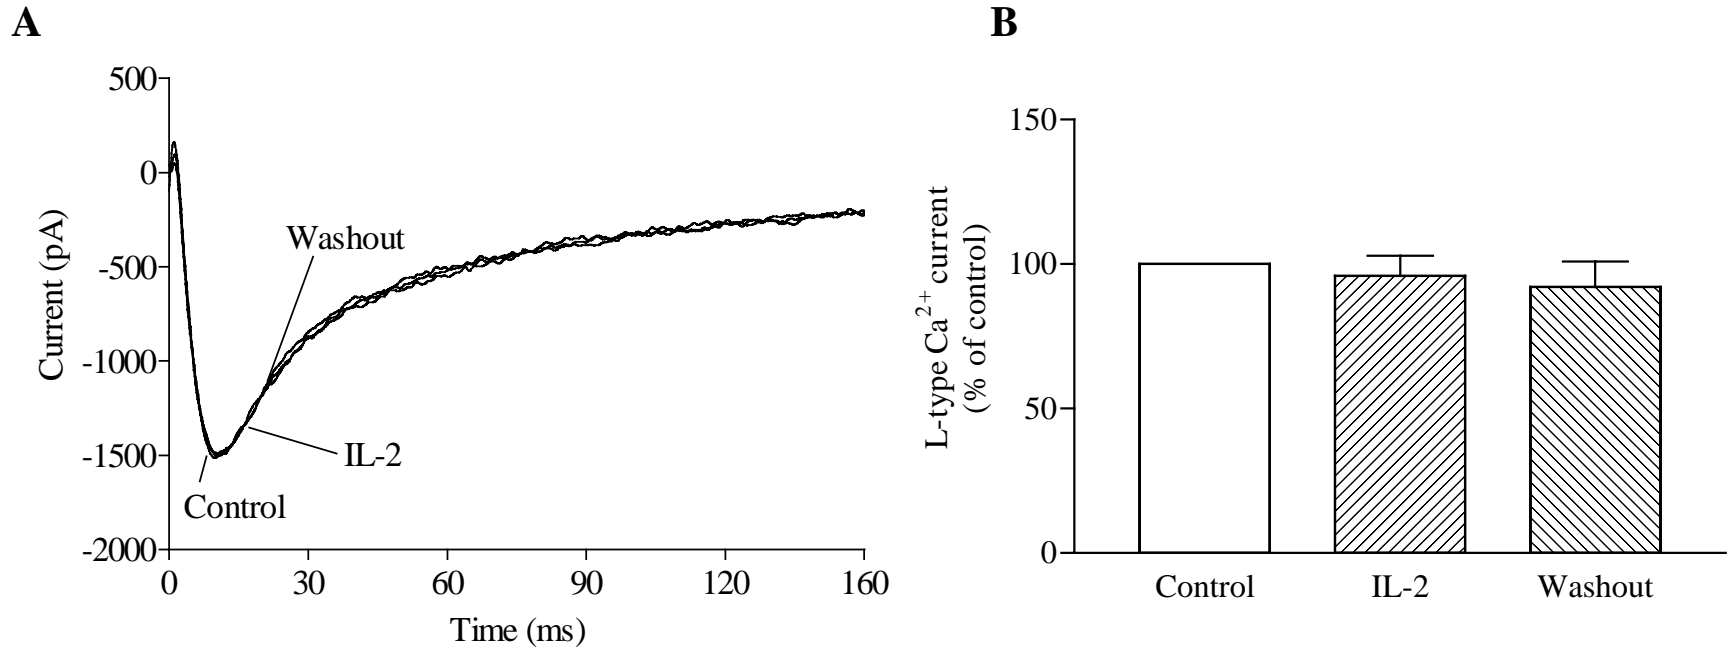 A
500
0
-500
-1000
-1500
-2000
Current (pA)
Washout
IL-2
Control
0 30 60 90 120 160
Time (ms)
B
150
100
50
0
L-type Ca2+ current
(% of control)
Control IL-2 Washout